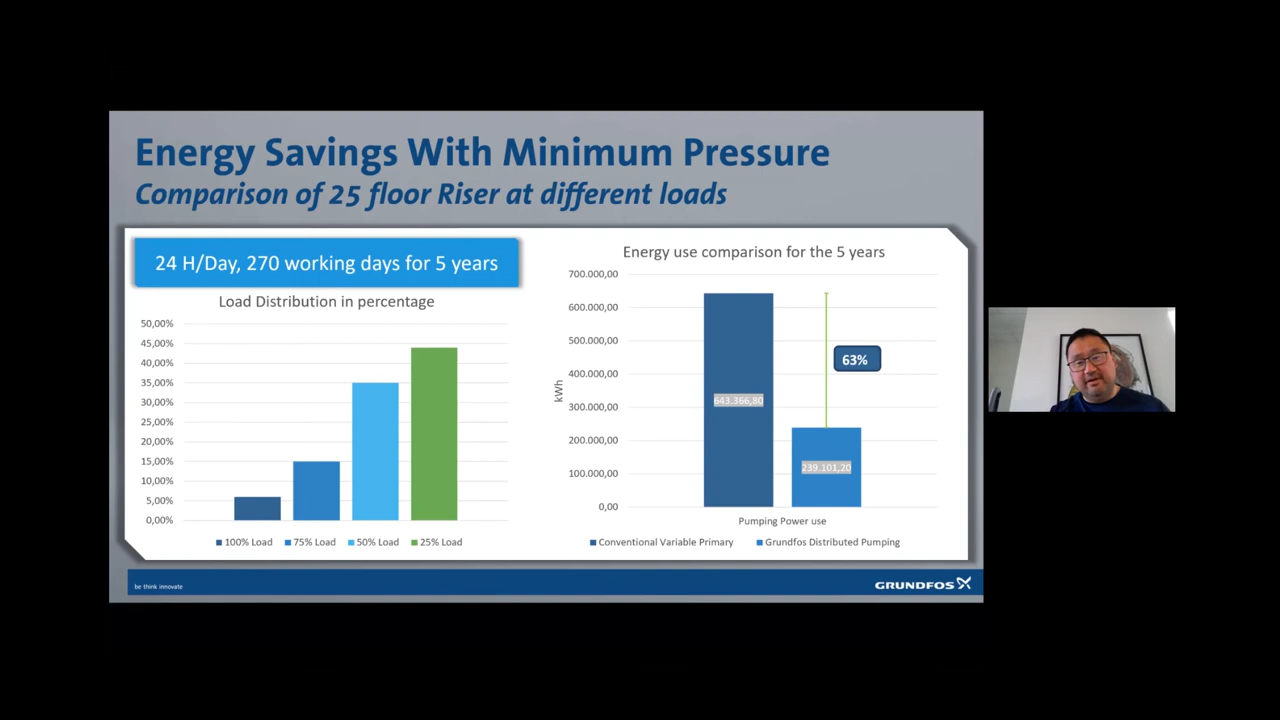 Energy Savings With Minimum Pressure
Comparison of 25 floor Riser at different loads
24 H/Day, 270 working days for 5 years
Load Distribution in percentage
50,00%
45,00%
40,00%
35,00%
30,00%
25,00%
20,00%
15,00%
10,00%
5,00%
0,00%
100% Load 75% Load 50% Load 25% Load
Energy use comparison for the 5 years
700.000,00
600.000,00
500.000,00
400.000,00
300.000,00
200.000,00
100.000,00
0,00
kWh
63%
643.366,80
239.101,20
Pumping Power use
Conventional Variable Primary Grundfos Distributed Pumping
be think innovate
GRUNDFOS